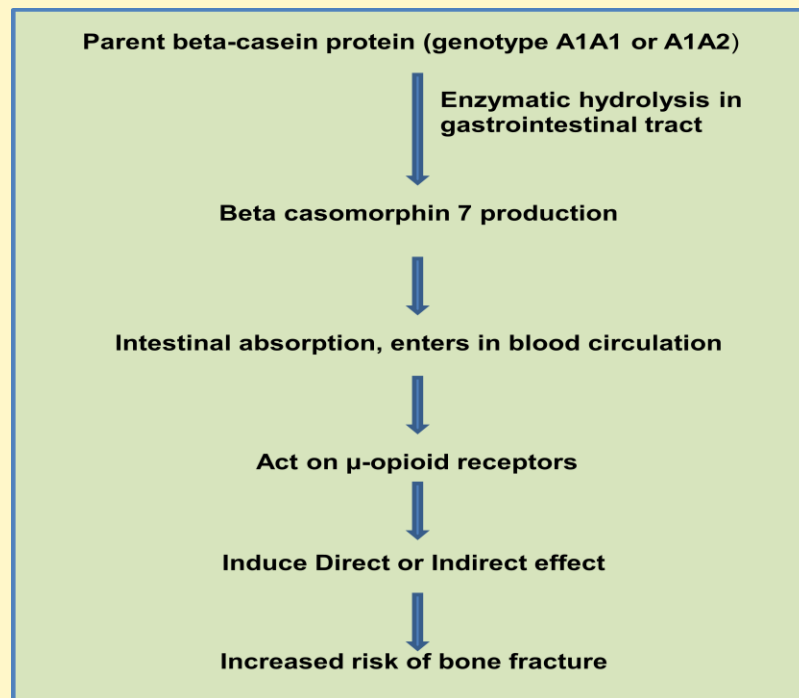 Parent beta-casein protein (genotype A1A1 or A1A2)
Enzymatic hydrolysis in
gastrointestinal tract
Beta casomorphin 7 production
Intestinal absorption, enters in blood circulation
Act on µ-opioid receptors
Induce Direct or Indirect effect
Increased risk of bone fracture